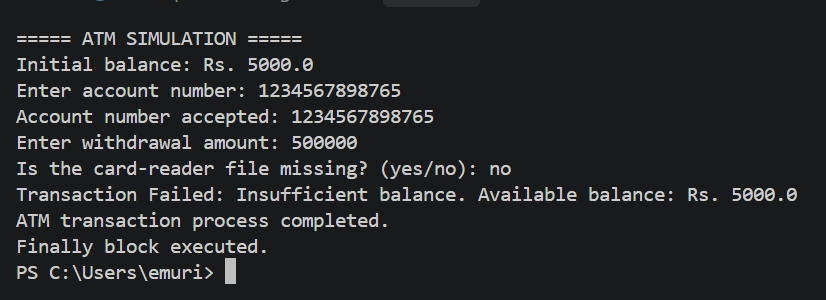 ===== ATM SIMULATION =====
Initial balance: Rs. 5000.0
Enter account number: 1234567898765
Account number accepted: 1234567898765
Enter withdrawal amount: 500000
Is the card-reader file missing? (yes/no): no
Transaction Failed: Insufficient balance. Available balance: Rs. 5000.0
ATM transaction process completed.
Finally block executed.
PS C:\Users\emuri>